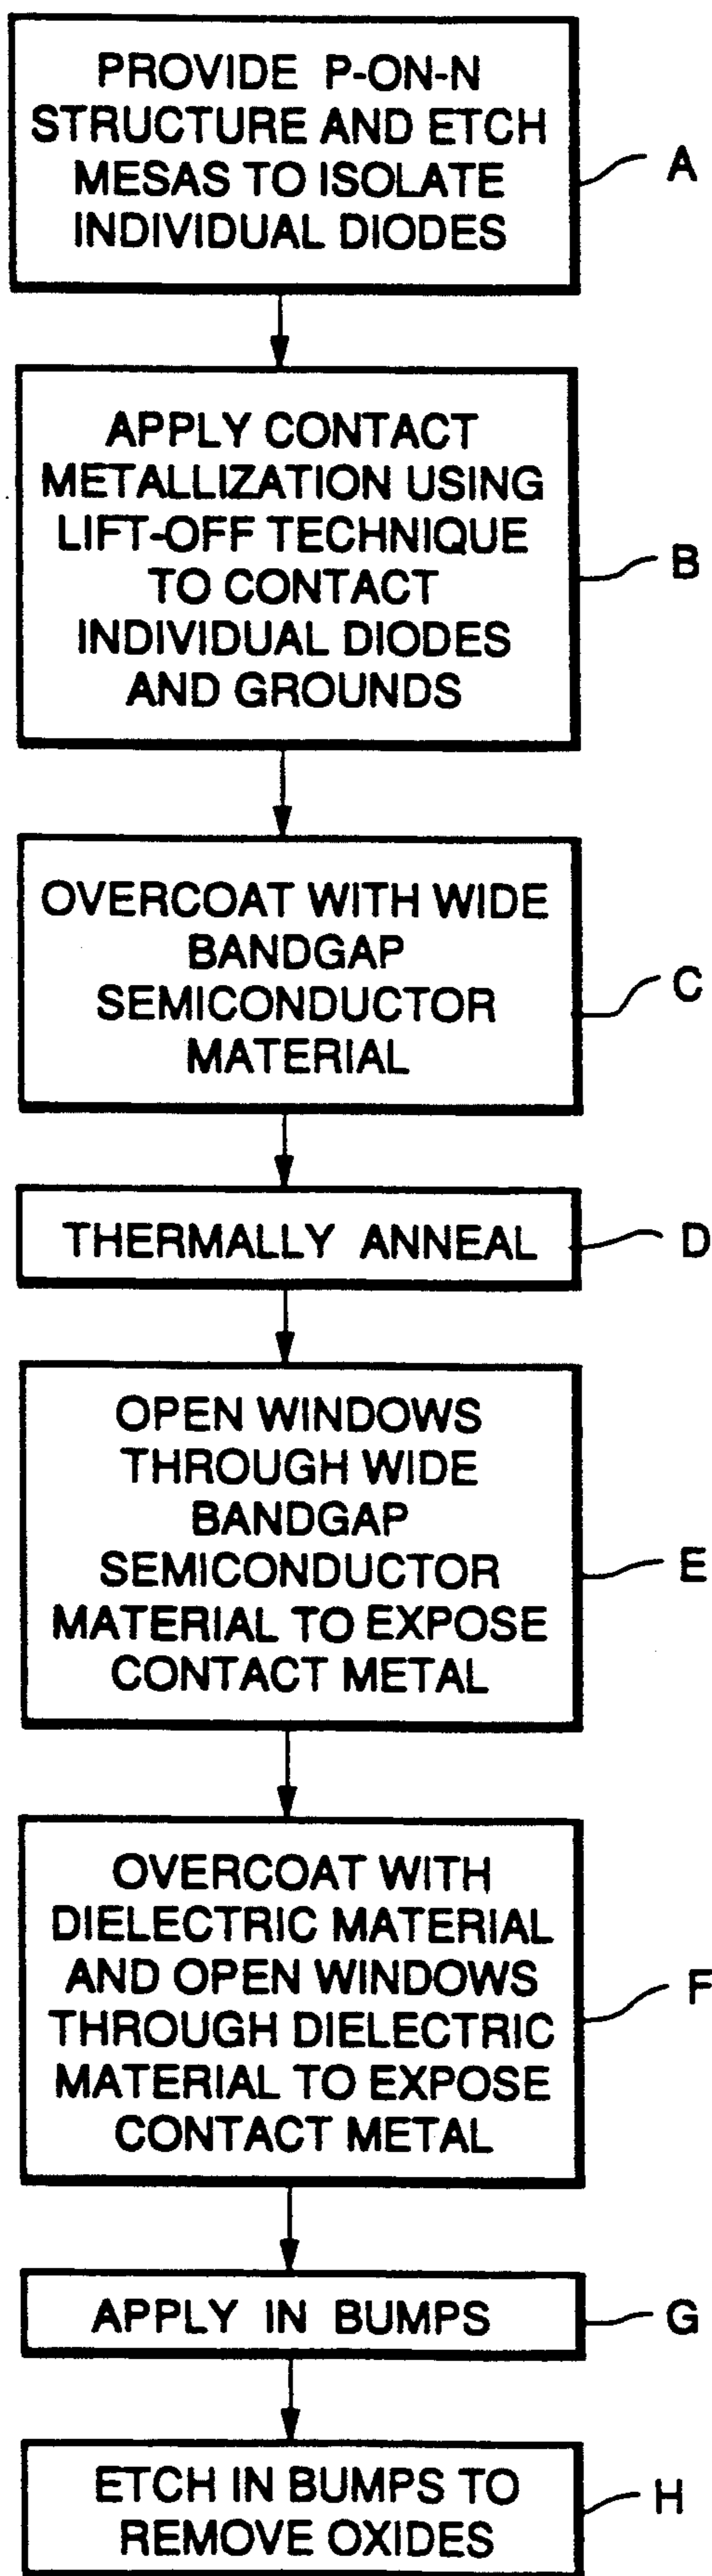 PROVIDE P-ON-N
STRUCTURE AND ETCH
MESAS TO ISOLATE
INDIVIDUAL DIODES
A
APPLY CONTACT
METALLIZATION USING
LIFT-OFF TECHNIQUE
TO CONTACT
INDIVIDUAL DIODES
AND GROUNDS
B
OVERCOAT WITH WIDE
BANDGAP
SEMICONDUCTOR
MATERIAL
C
THERMALLY ANNEAL
D
OPEN WINDOWS
THROUGH WIDE
BANDGAP
SEMICONDUCTOR
MATERIAL TO EXPOSE
CONTACT METAL
E
OVERCOAT WITH
DIELECTRIC MATERIAL
AND OPEN WINDOWS
THROUGH DIELECTRIC
MATERIAL TO EXPOSE
CONTACT METAL
F
APPLY IN BUMPS
G
ETCH IN BUMPS TO
REMOVE OXIDES
H